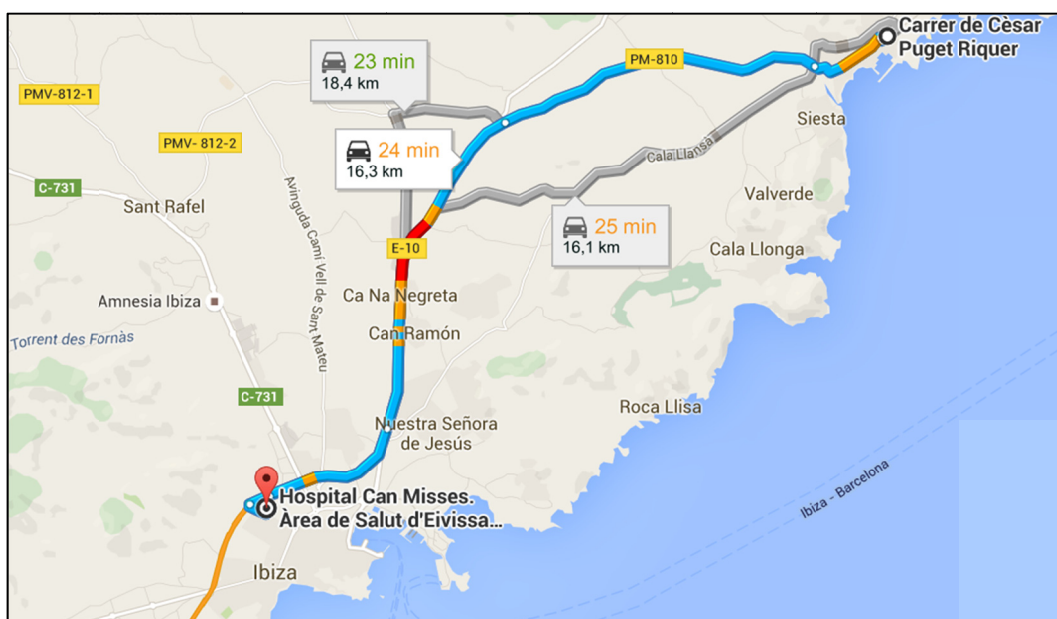 Carrer de Cèsar
Puget Riquer
23 min
18,4 km
PM-810
PMV-812-1
PMV- 812-2
24 min
16,3 km
Siesta
Cala Llansà
C-731
Avinguda Camí Vell de Sant Mateu
Sant Rafel
Valverde
25 min
16,1 km
E-10
Cala Llonga
Ca Na Negreta
Amnesia Ibiza
Can Ramón
Torrent des Fornàs
C-731
Roca Llisa
Nuestra Señora
de Jesús
Ibiza - Barcelona
Hospital Can Misses.
Àrea de Salut d'Eivissa...
Ibiza